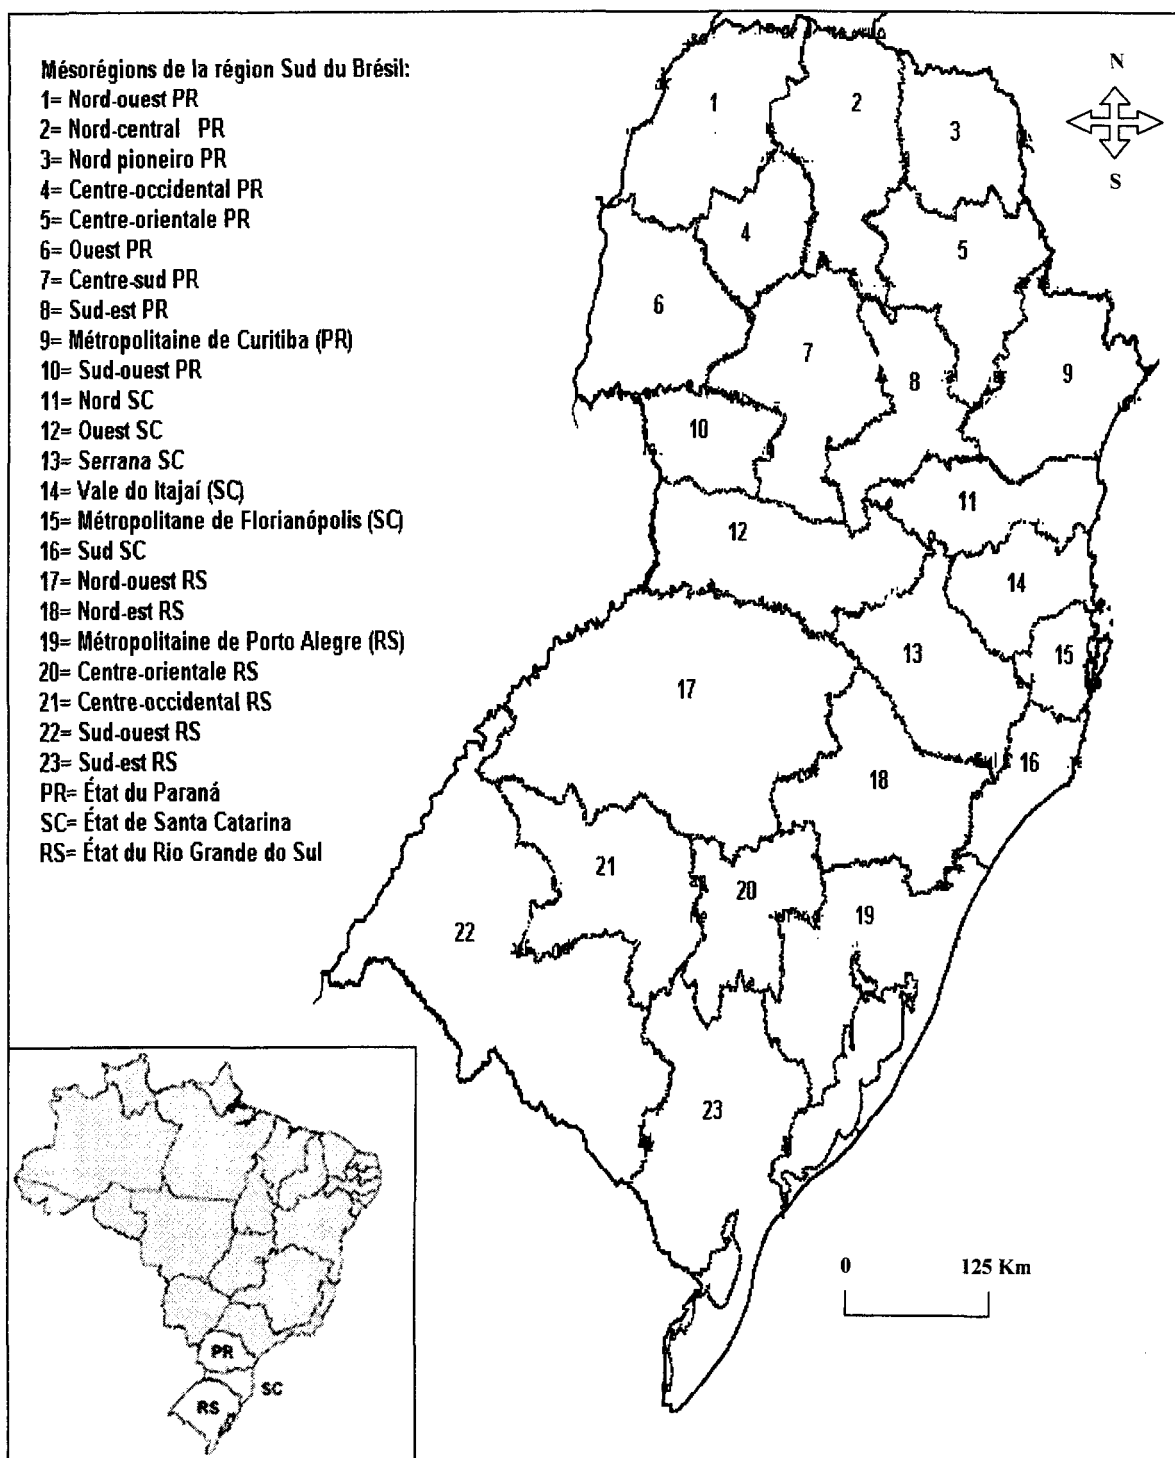 Mésorégions de la région Sud du Brésil:
1= Nord-ouest PR
2= Nord-central PR
3= Nord pioneiro PR
4= Centre-occidental PR
5= Centre-orientale PR
6= Ouest PR
7= Centre-sud PR
8= Sud-est PR
9= Métropolitaine de Curitiba (PR)
10= Sud-ouest PR
11= Nord SC
12= Ouest SC
13= Serrana SC
14= Vale do Itajaí (SC)
15= Métropolitane de Florianópolis (SC)
16= Sud SC
17= Nord-ouest RS
18= Nord-est RS
19= Métropolitaine de Porto Alegre (RS)
20= Centre-orientale RS
21= Centre-occidental RS
22= Sud-ouest RS
23= Sud-est RS
PR= État du Paraná
SC= État de Santa Catarina
RS= État du Rio Grande do Sul
N
S
1
2
3
4
5
6
7
8
9
10
11
12
13
14
15
16
17
18
19
20
21
22
23
0 125 Km
PR
SC
RS